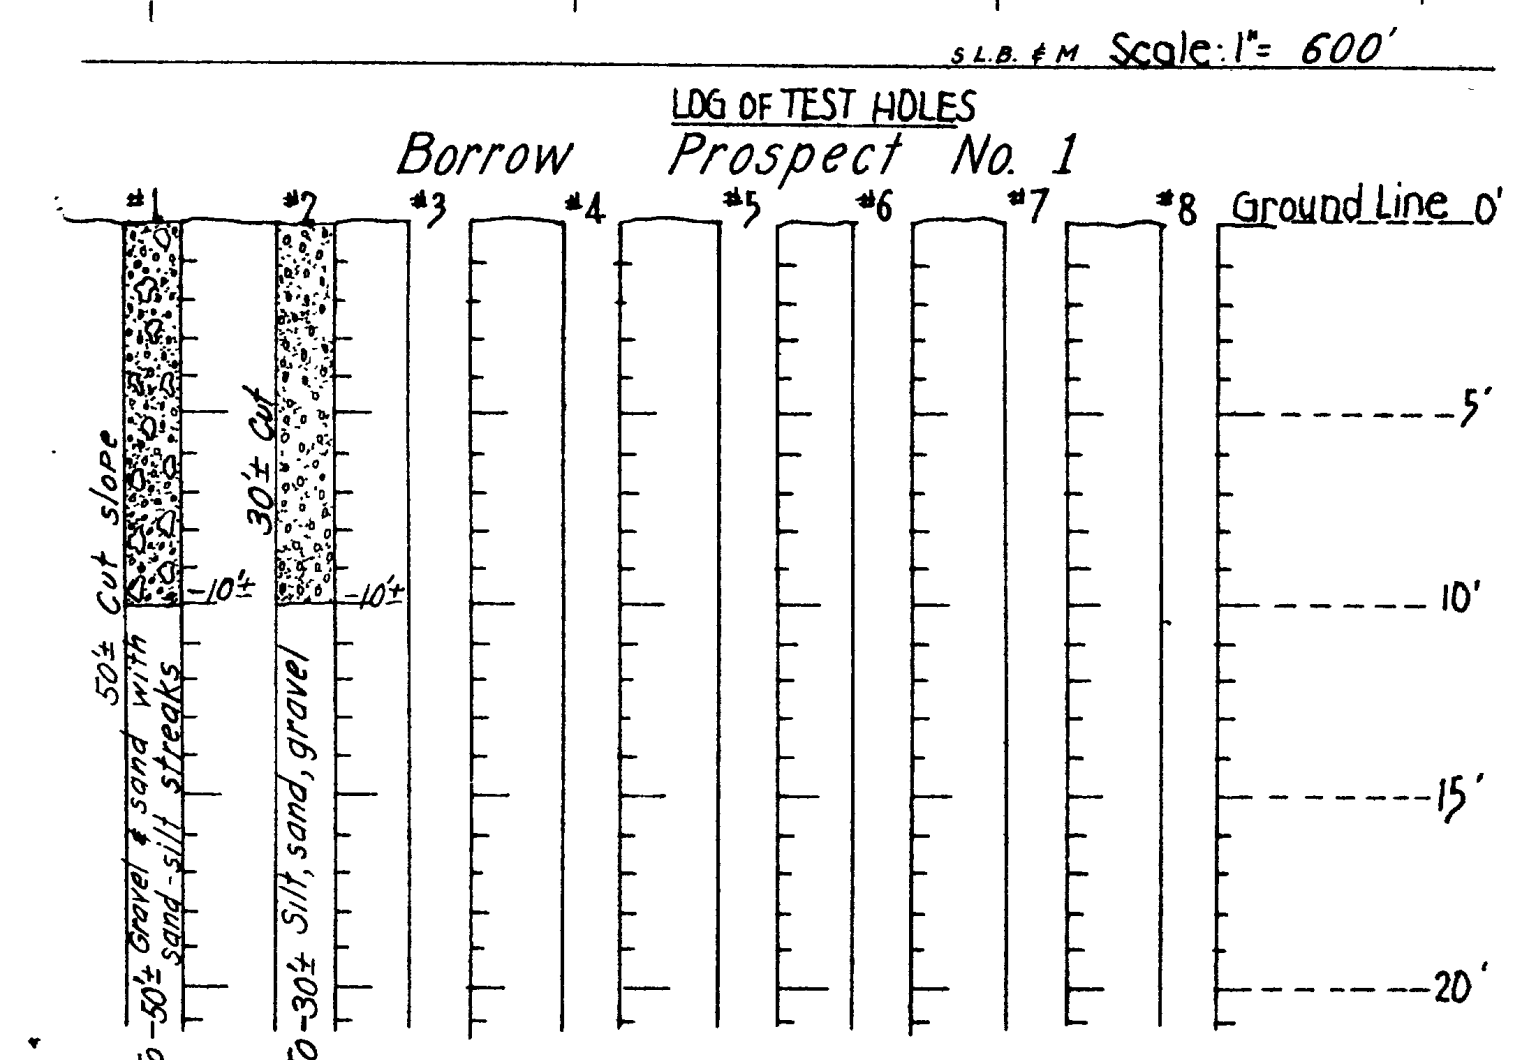 S L.B. & M Scale: 1"= 600'
LOG OF TEST HOLES
Borrow Prospect No. 1
#1 #2 #3 #4 #5 #6 #7 #8 Ground Line 0'
5'
10'
15'
20'
50'± Cut slope
-10'±
Gravel & sand with
sand-silt streaks
-50'±
30'± Cut
-10'±
Silt, sand, gravel
-30'±